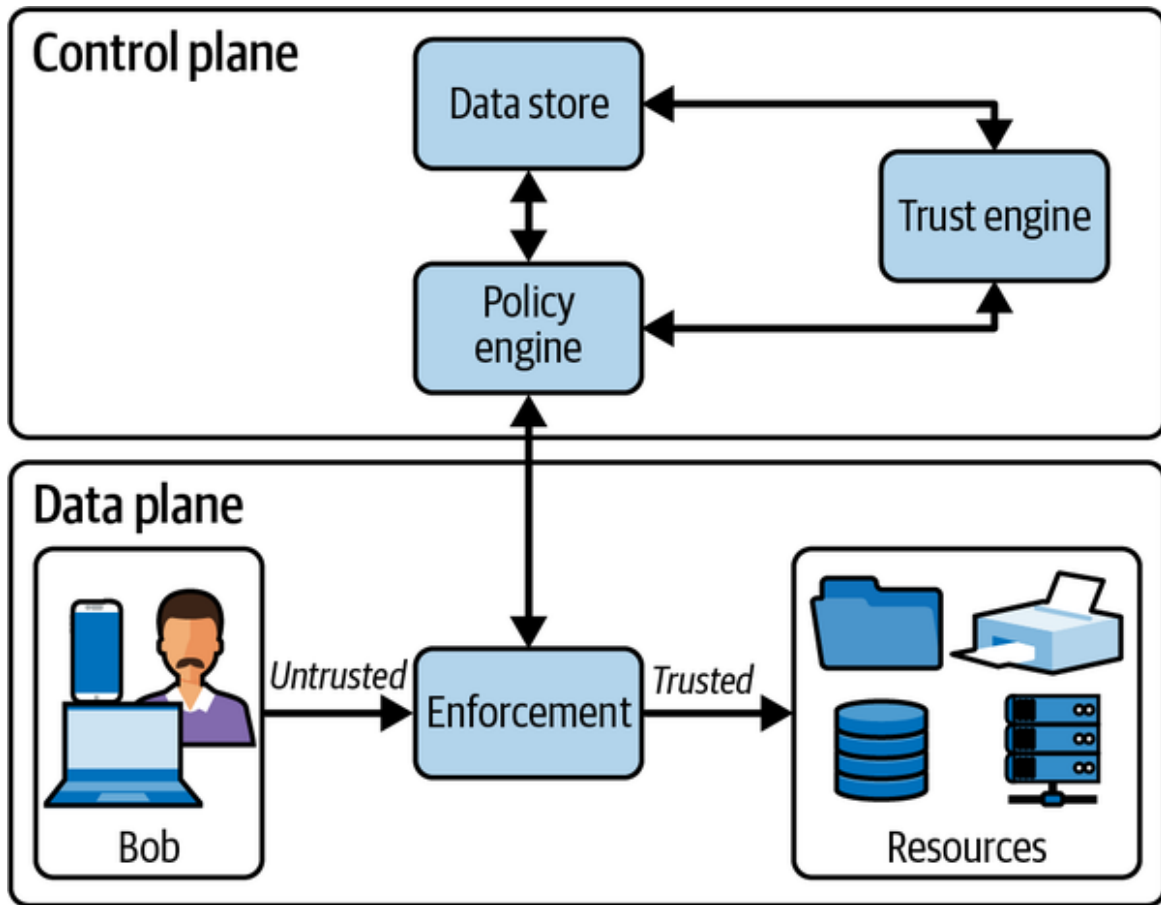 Control plane
Data store
Trust engine
Policy
engine
Data plane
Untrusted
Enforcement
Trusted
Bob
Resources